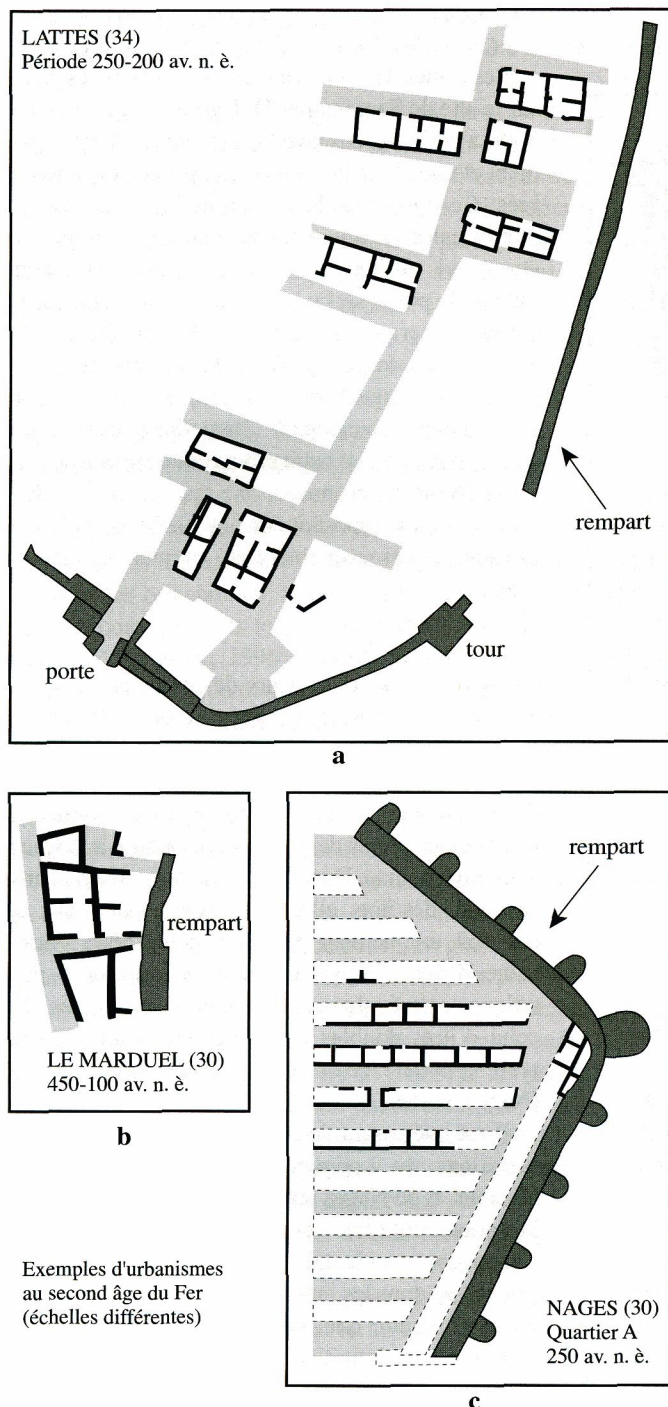 LATTES (34)
Période 250-200 av. n. è.
rempart
porte
tour
a
rempart
LE MARDUEL (30)
450-100 av. n. è.
b
rempart
Exemples d'urbanismes
au second âge du Fer
(échelles différentes)
NAGES (30)
Quartier A
250 av. n. è.
c